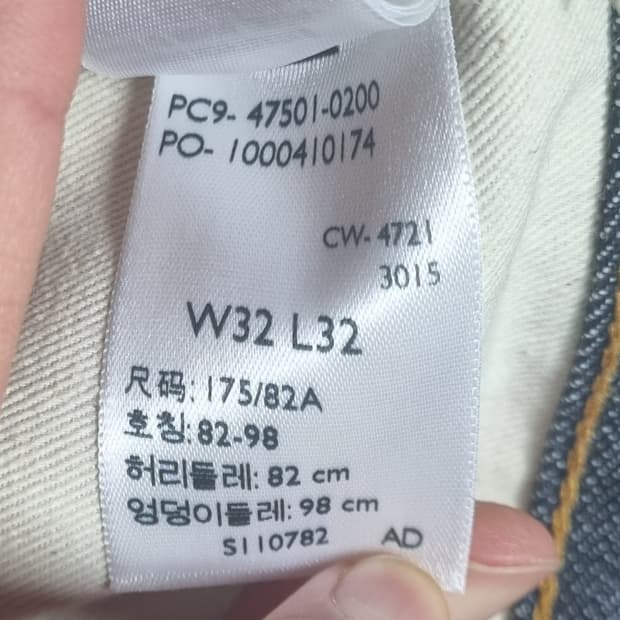 PC9- 47501-0200
PO- 1000410174
CW- 4721
3015
W32 L32
尺码: 175/82A
호칭: 82-98
허리둘레: 82 cm
엉덩이둘레: 98 cm
S110782 AD